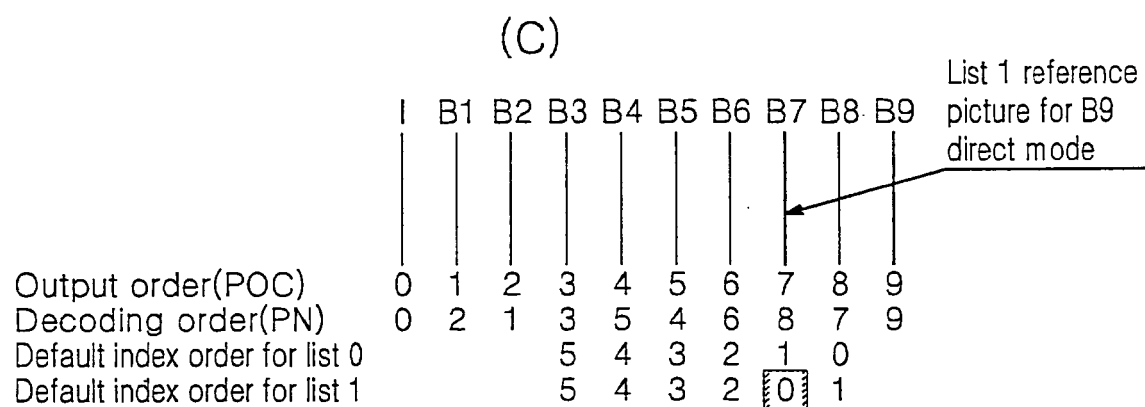 (C)
List 1 reference
picture for B9
direct mode
I B1 B2 B3 B4 B5 B6 B7 B8 B9
Output order(POC) 0 1 2 3 4 5 6 7 8 9
Decoding order(PN) 0 2 1 3 5 4 6 8 7 9
Default index order for list 0 5 4 3 2 1 0
Default index order for list 1 5 4 3 2 0 1